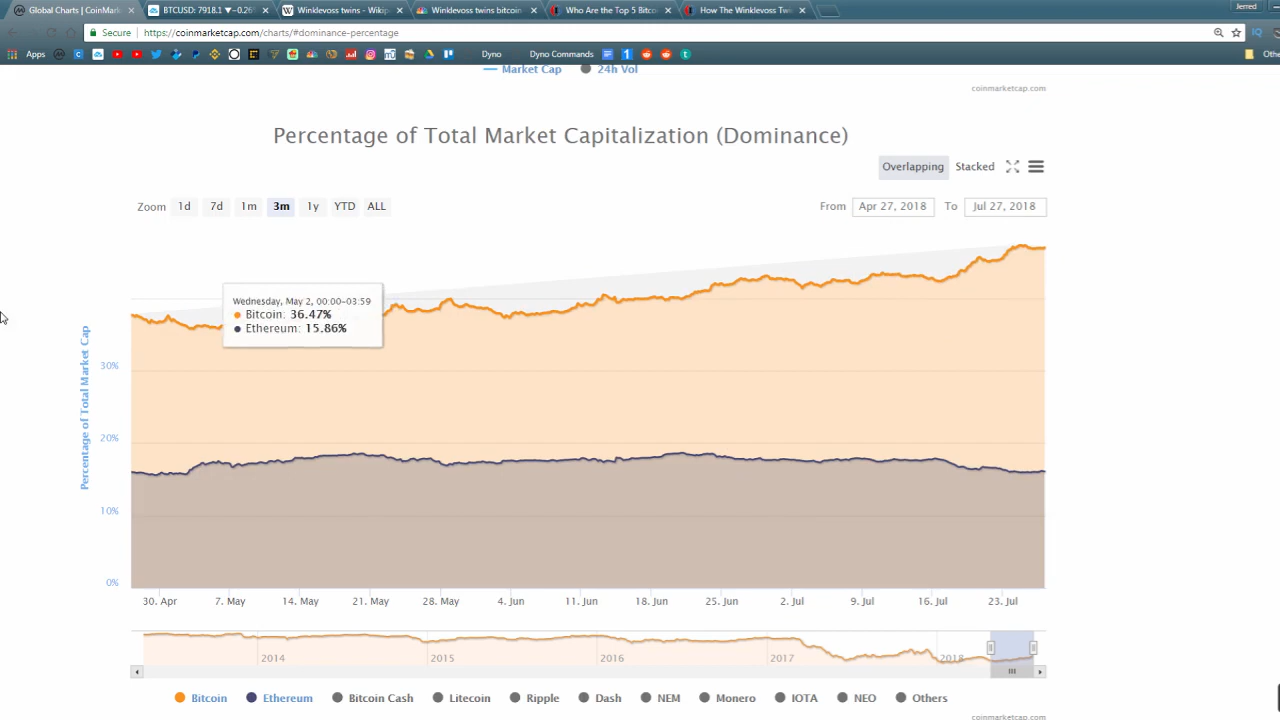 Jerred
Global Charts | CoinMark
BTCUSD: 7918.1 ▼−0.26%
Winklevoss twins - Wikip
Winklevoss twins bitcoin
Who Are the Top 5 Bitco
How The Winklevoss Twi
Secure | https://coinmarketcap.com/charts/#dominance-percentage
Apps Dyno Dyno Commands Othe
Market Cap 24h Vol
coinmarketcap.com
Percentage of Total Market Capitalization (Dominance)
Overlapping Stacked
Zoom 1d 7d 1m 3m 1y YTD ALL From Apr 27, 2018 To Jul 27, 2018
Wednesday, May 2, 00:00−03:59
Bitcoin: 36.47%
Ethereum: 15.86%
Percentage of Total Market Cap
30%
20%
10%
0%
30. Apr 7. May 14. May 21. May 28. May 4. Jun 11. Jun 18. Jun 25. Jun 2. Jul 9. Jul 16. Jul 23. Jul
2014 2015 2016 2017 2018
Bitcoin Ethereum Bitcoin Cash Litecoin Ripple Dash NEM Monero IOTA NEO Others
coinmarketcap.com